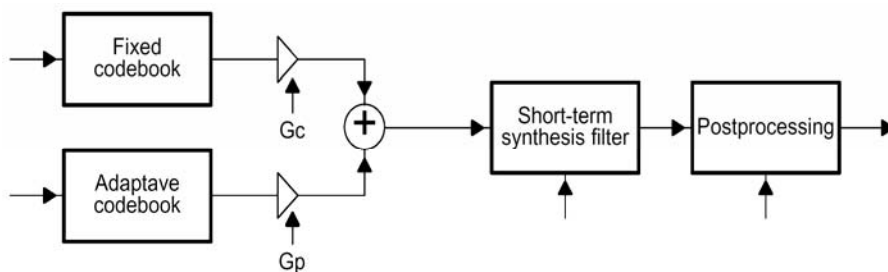 Fixed
codebook
Gc
+
Short-term
synthesis filter
Postprocessing
Adaptave
codebook
Gp